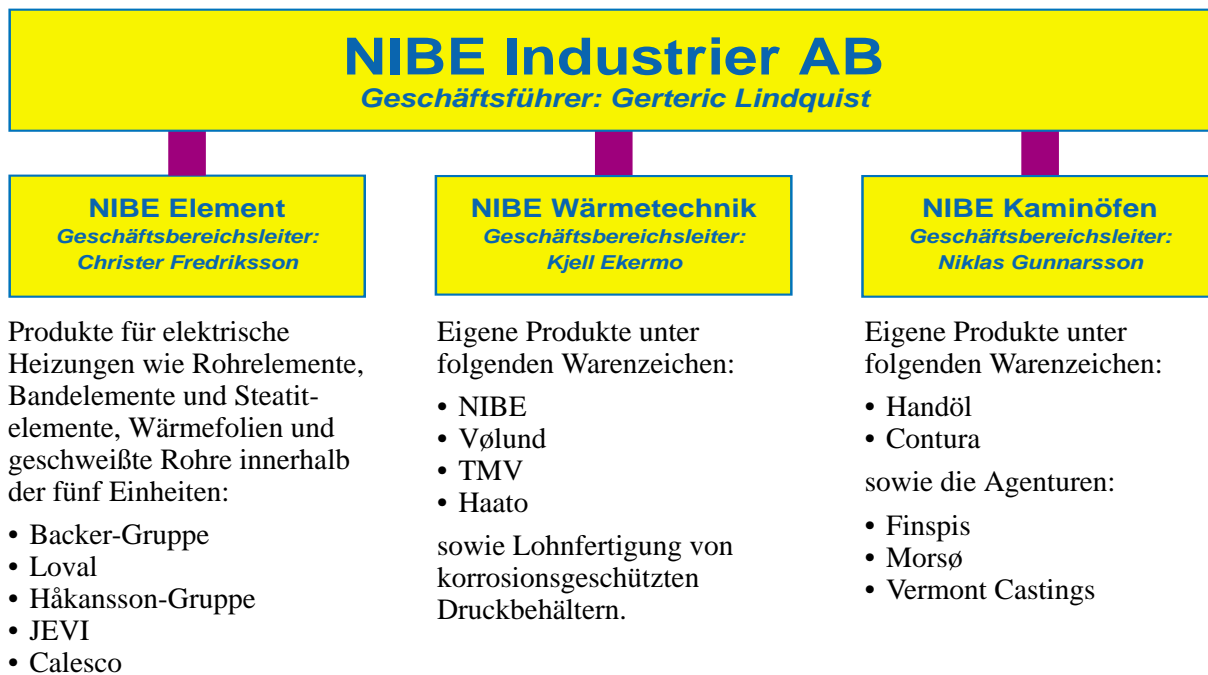 NIBE Industrier AB
Geschäftsführer: Gerteric Lindquist
NIBE Element
Geschäftsbereichsleiter:
Christer Fredriksson
Produkte für elektrische
Heizungen wie Rohrelemente,
Bandelemente und Steatit-
elemente, Wärmefolien und
geschweißte Rohre innerhalb
der fünf Einheiten:
• Backer-Gruppe
• Loval
• Håkansson-Gruppe
• JEVI
• Calesco
NIBE Wärmetechnik
Geschäftsbereichsleiter:
Kjell Ekermo
Eigene Produkte unter
folgenden Warenzeichen:
• NIBE
• Vølund
• TMV
• Haato
sowie Lohnfertigung von
korrosionsgeschützten
Druckbehältern.
NIBE Kaminöfen
Geschäftsbereichsleiter:
Niklas Gunnarsson
Eigene Produkte unter
folgenden Warenzeichen:
• Handöl
• Contura
sowie die Agenturen:
• Finspis
• Morsø
• Vermont Castings